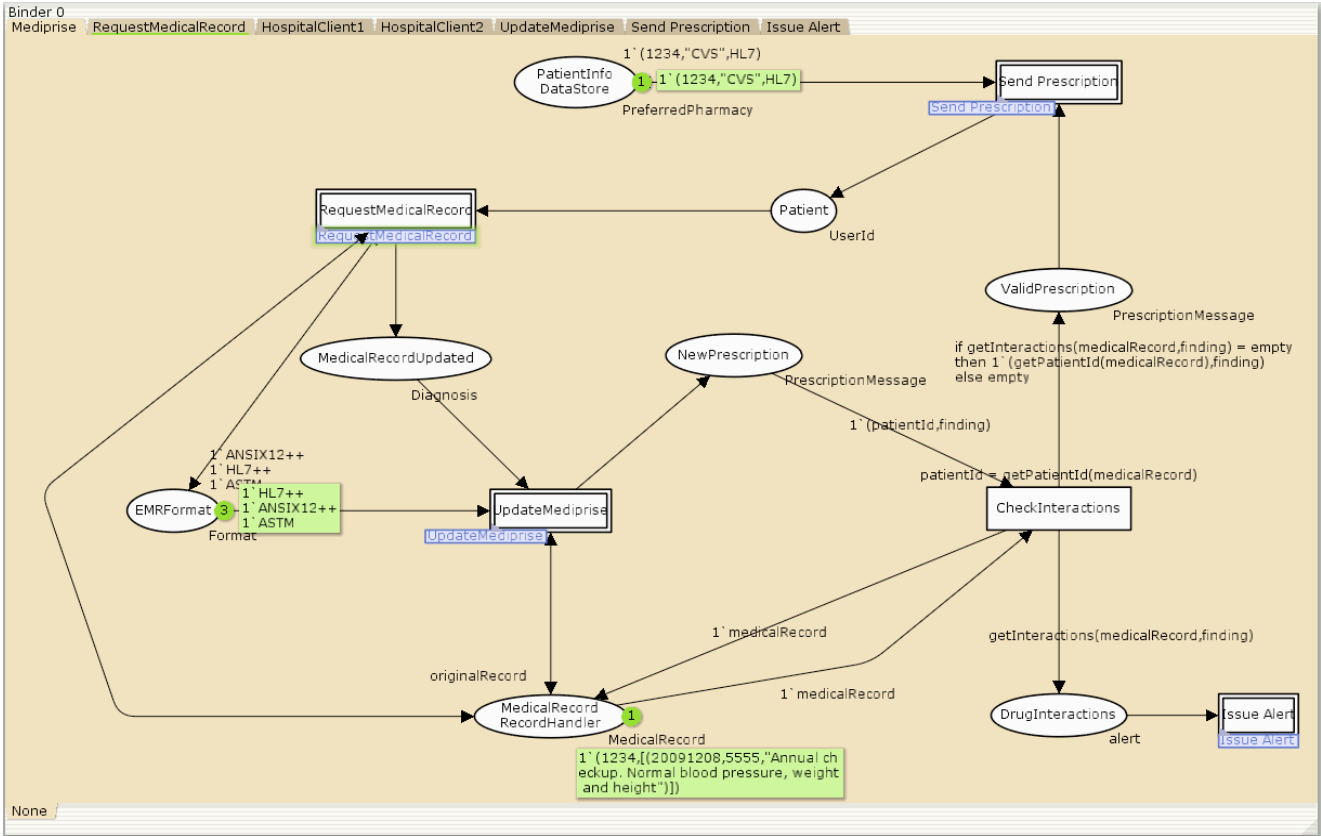 Binder 0
Mediprise RequestMedicalRecord HospitalClient1 HospitalClient2 UpdateMediprise Send Prescription Issue Alert
1`(1234,"CVS",HL7)
PatientInfo
DataStore
1
1`(1234,"CVS",HL7)
PreferredPharmacy
Send Prescription
Send Prescription
RequestMedicalRecord
RequestMedicalRecord
Patient
UserId
ValidPrescription
PrescriptionMessage
MedicalRecordUpdated
Diagnosis
NewPrescription
PrescriptionMessage
if getInteractions(medicalRecord,finding) = empty
then 1`(getPatientId(medicalRecord),finding)
else empty
1`(patientId,finding)
patientId = getPatientId(medicalRecord)
1`ANSIX12++
1`HL7++
1`ASTM
EMRFormat
3
1`HL7++
1`ANSIX12++
1`ASTM
Format
UpdateMediprise
UpdateMediprise
CheckInteractions
1`medicalRecord
getInteractions(medicalRecord,finding)
originalRecord
1`medicalRecord
MedicalRecord
RecordHandler
1
MedicalRecord
1`(1234,[(20091208,5555,"Annual ch
eckup. Normal blood pressure, weight
and height")])
DrugInteractions
alert
Issue Alert
Issue Alert
None